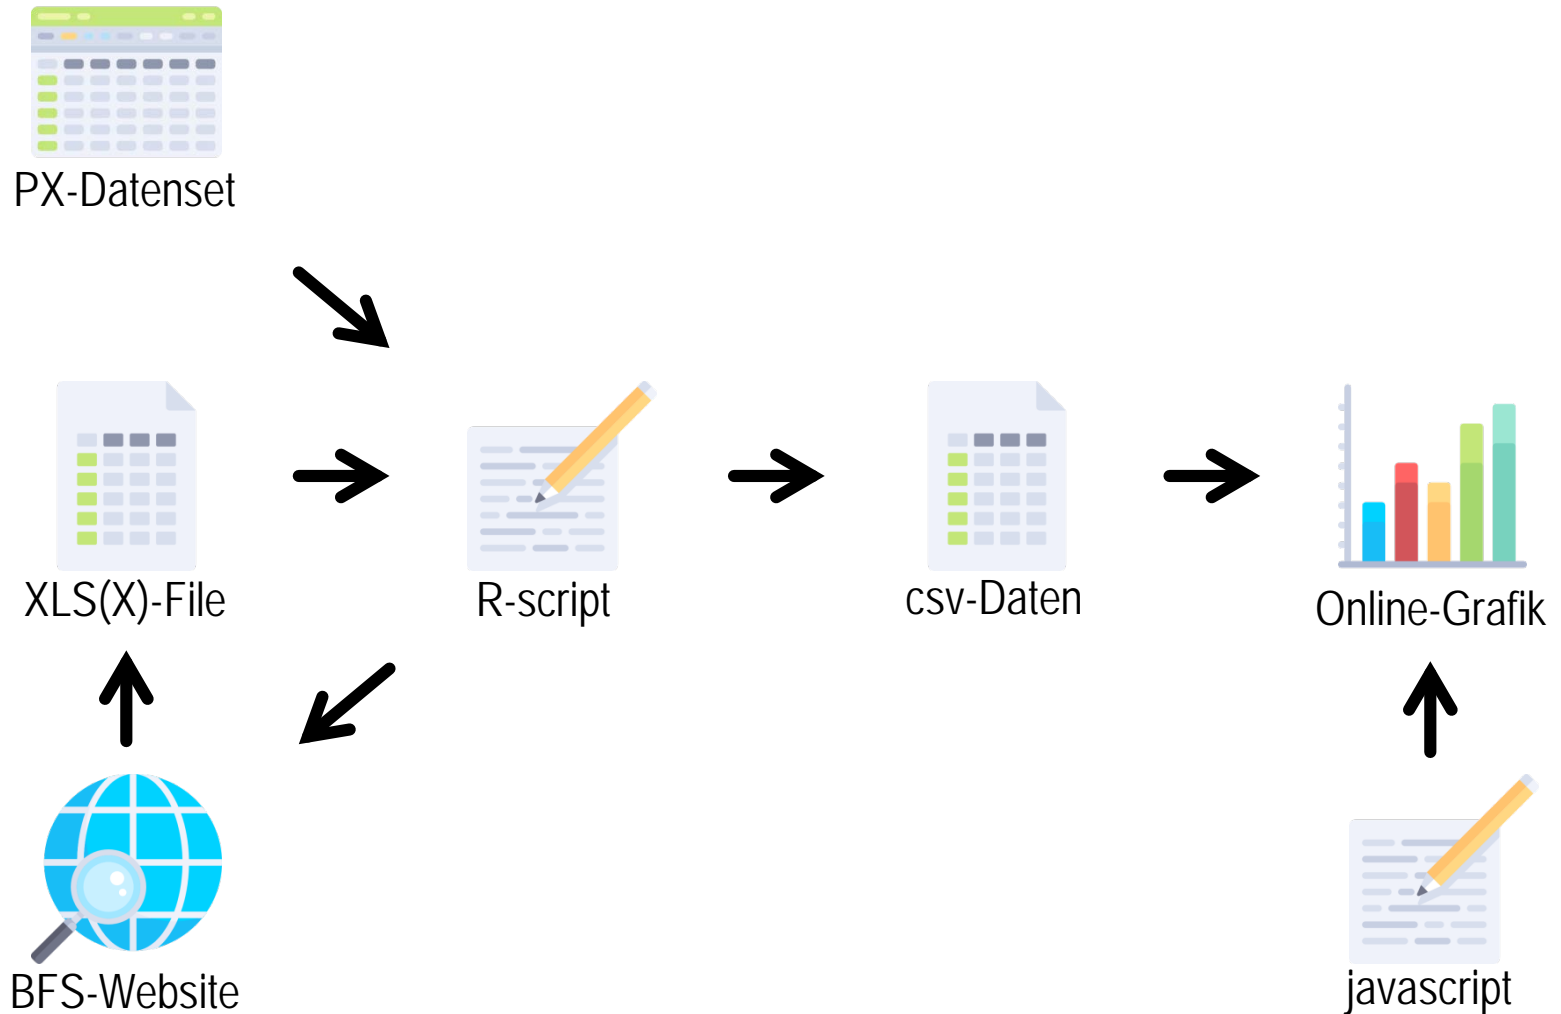 PX-Datenset
XLS(X)-File
R-script
csv-Daten
Online-Grafik
BFS-Website
javascript